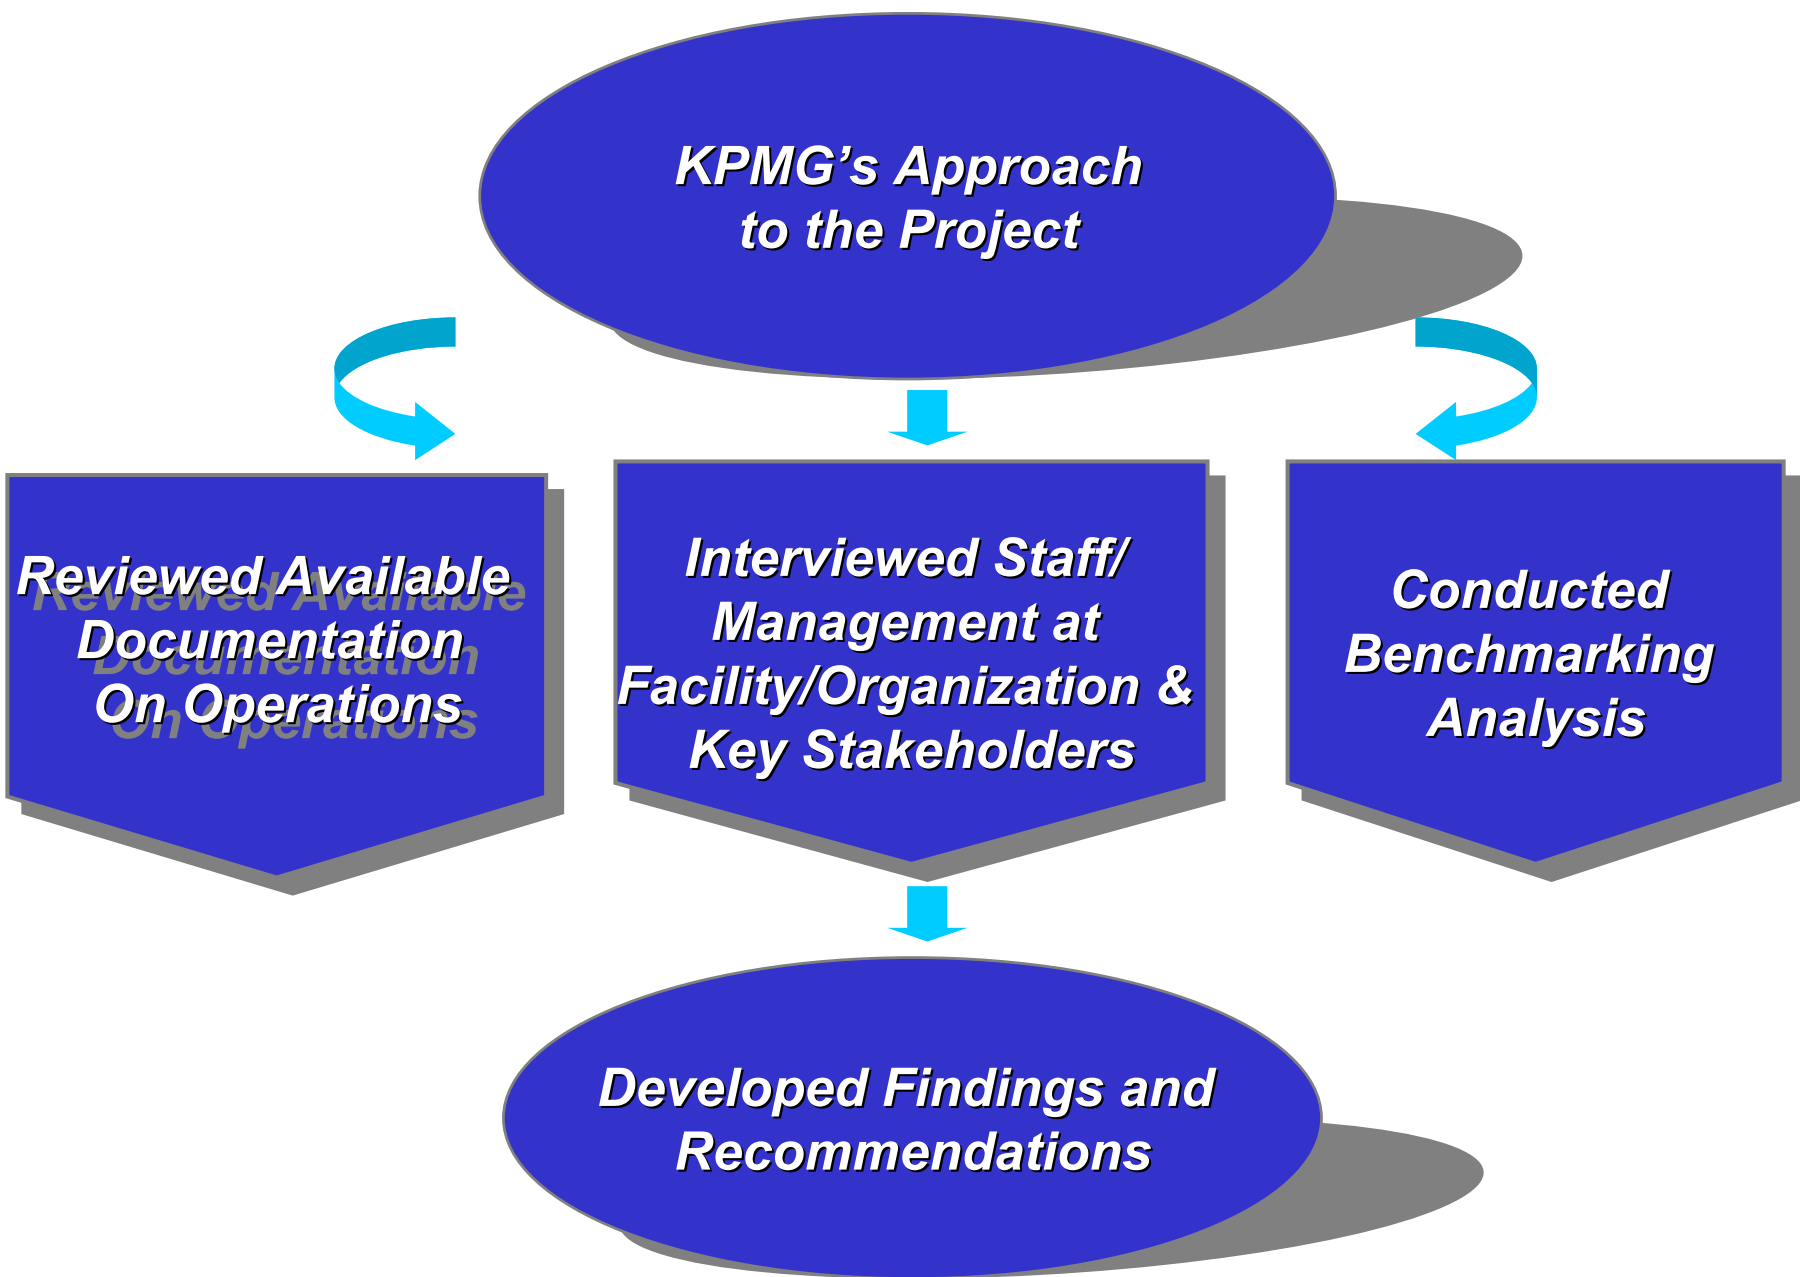 KPMG’s Approach
to the Project
Reviewed Available
Documentation
On Operations
Interviewed Staff/
Management at
Facility/Organization &
Key Stakeholders
Conducted
Benchmarking
Analysis
Developed Findings and
Recommendations